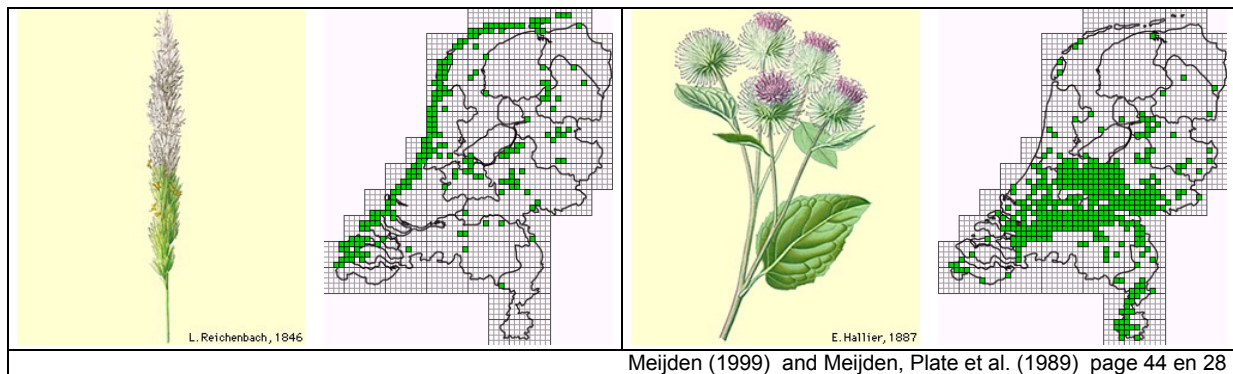 L. Reichenbach, 1846
E. Hallier, 1887
Meijden (1999) and Meijden, Plate et al. (1989) page 44 en 28